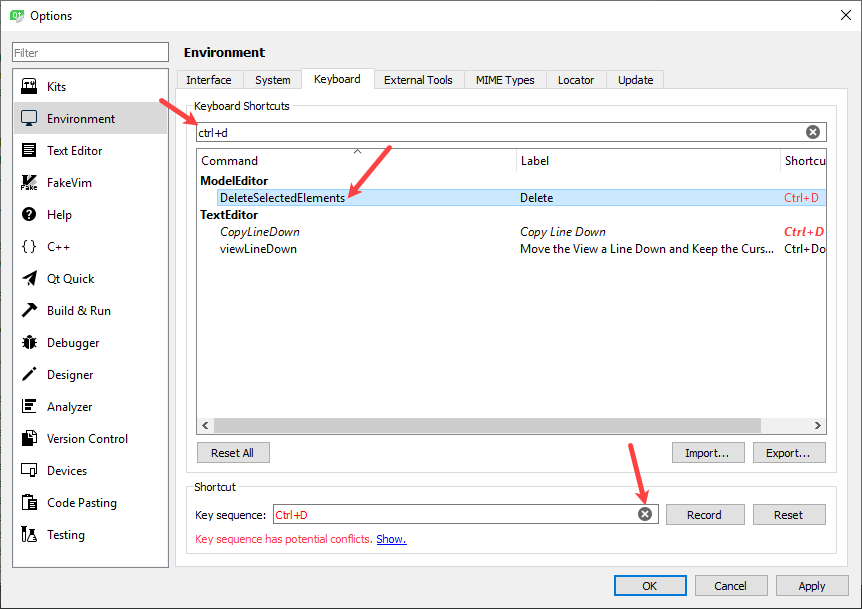 Options
Filter
Kits
Environment
Text Editor
FakeVim
Help
C++
Qt Quick
Build & Run
Debugger
Designer
Analyzer
Version Control
Devices
Code Pasting
Testing
Environment
Interface System Keyboard External Tools MIME Types Locator Update
Keyboard Shortcuts
ctrl+d
Command Label Shortcu
ModelEditor
DeleteSelectedElements Delete Ctrl+D
TextEditor
CopyLineDown Copy Line Down Ctrl+D
viewLineDown Move the View a Line Down and Keep the Curs... Ctrl+Do
Reset All Import... Export...
Shortcut
Key sequence: Ctrl+D Record Reset
Key sequence has potential conflicts. Show.
OK Cancel Apply